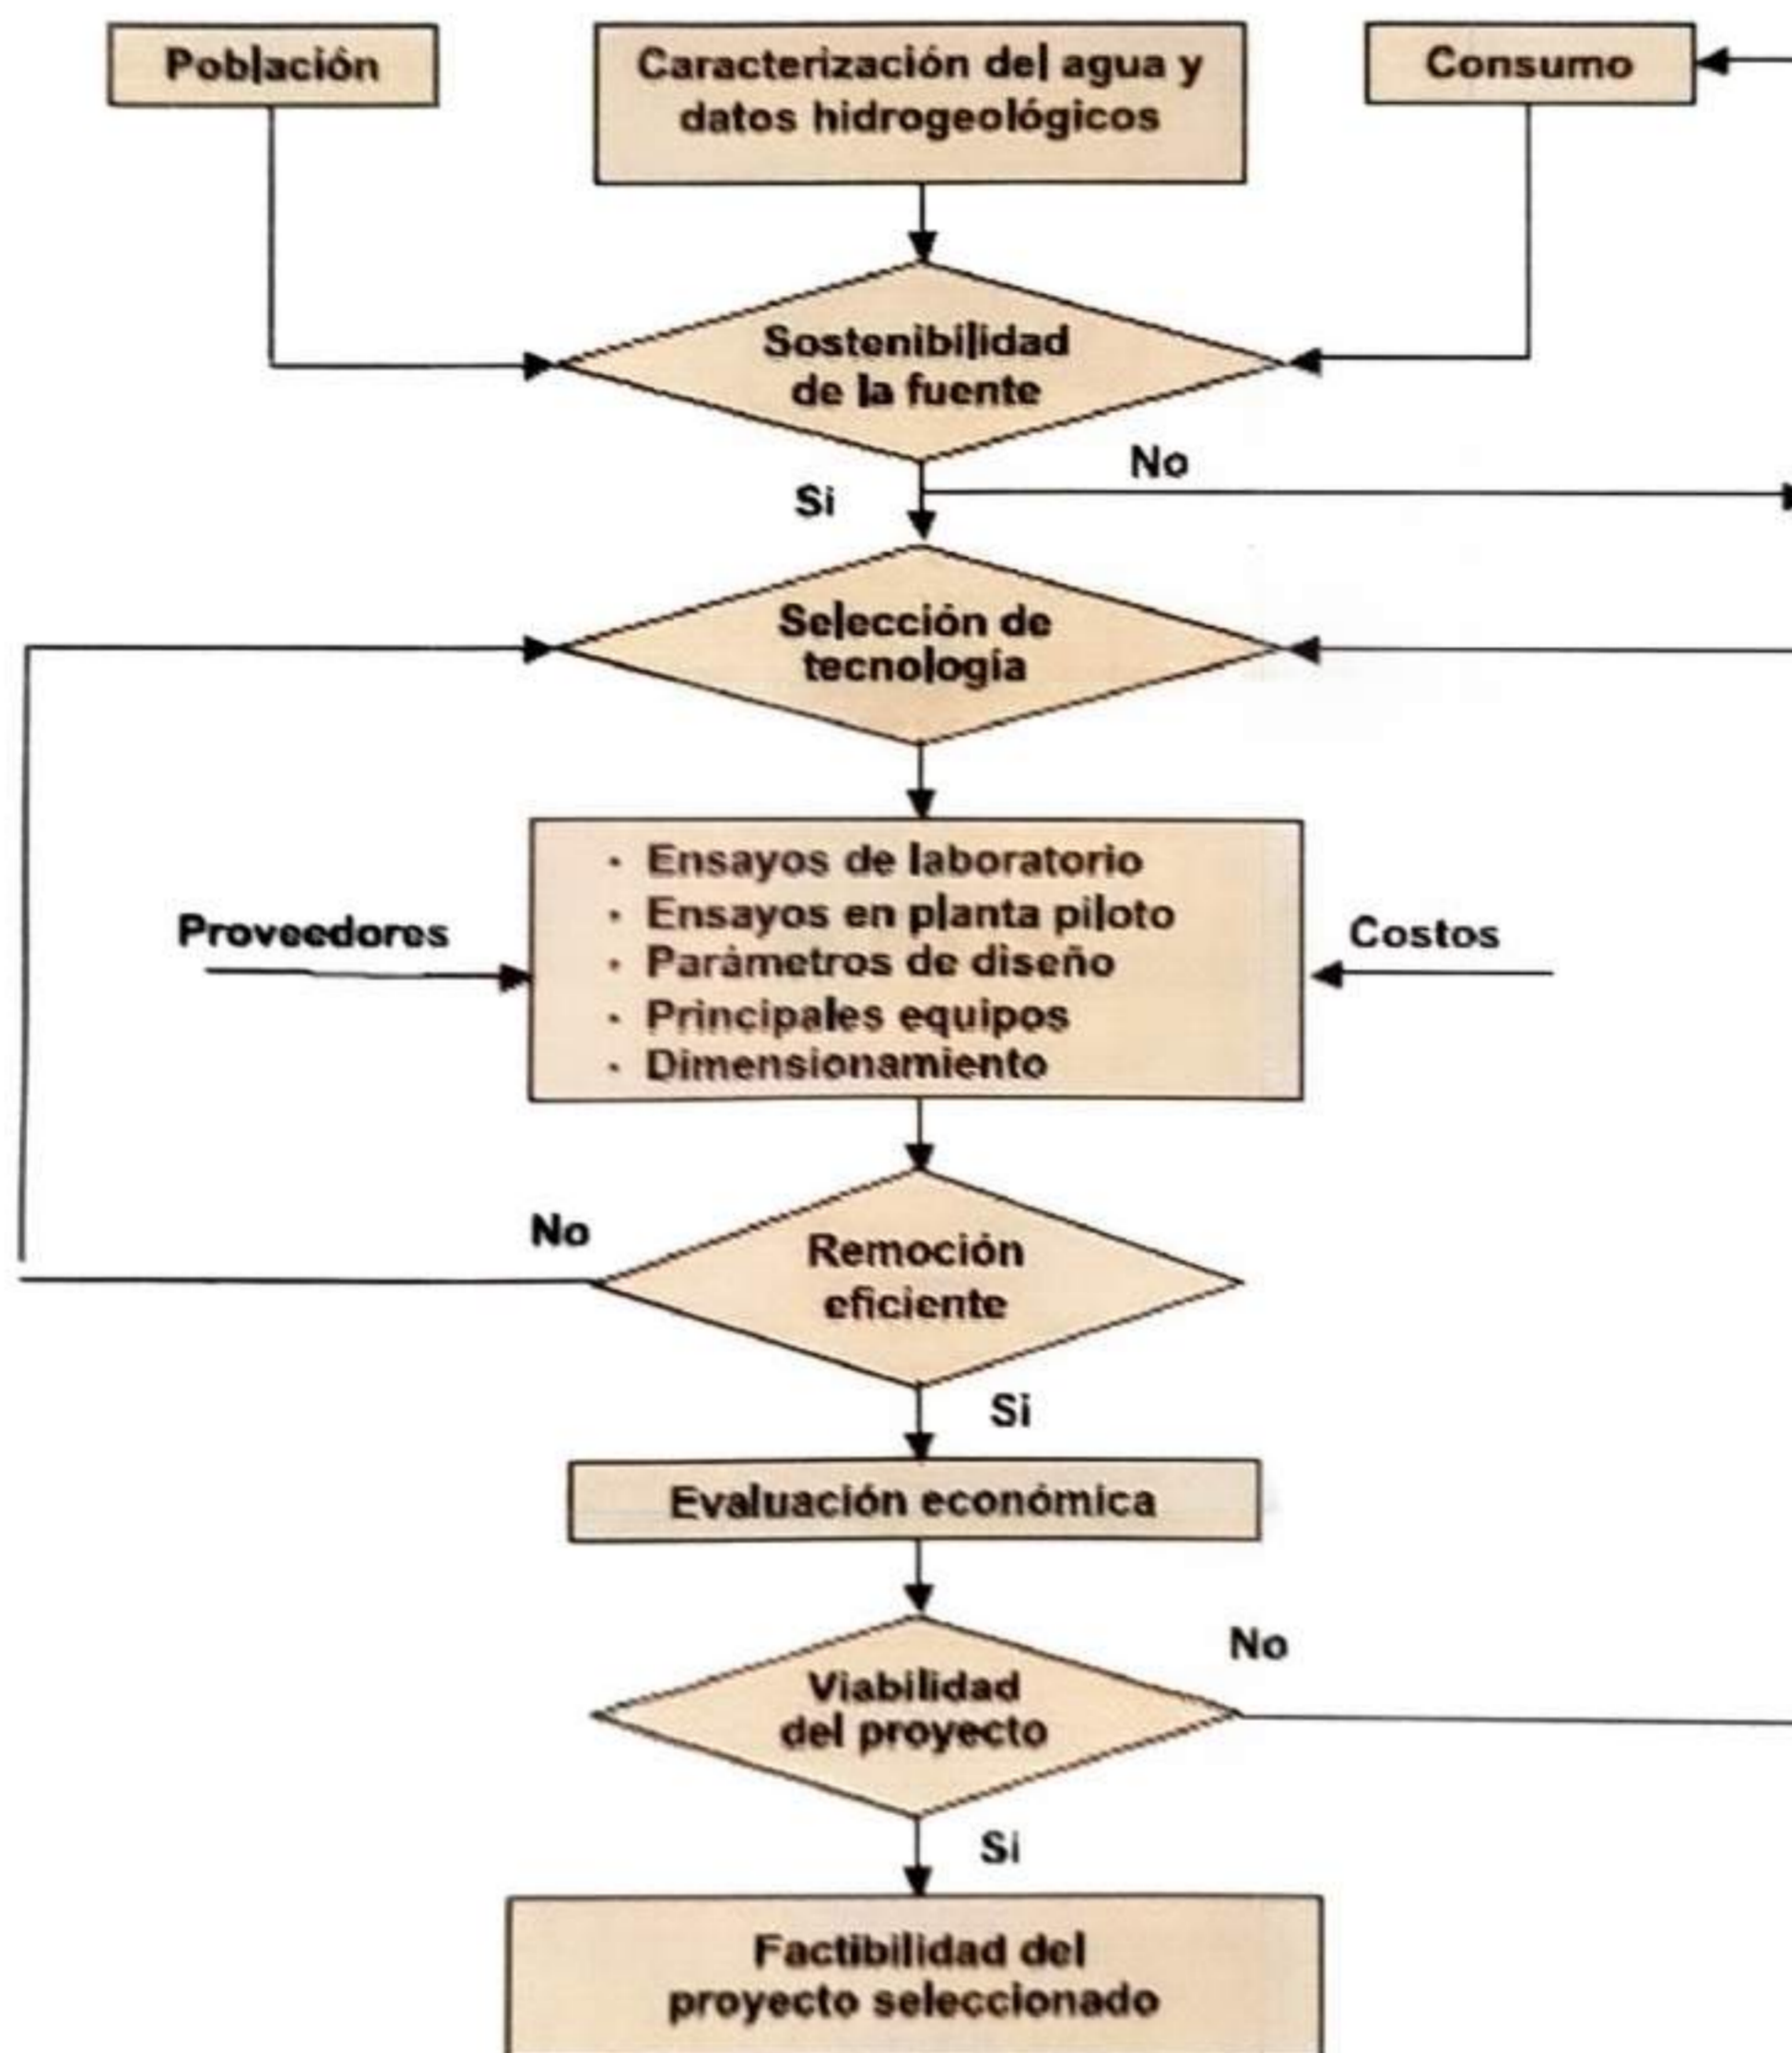 Población
Caracterización del agua y
datos hidrogeológicos
Consumo
Sostenibilidad
de la fuente
No
Si
Selección de
tecnología
· Ensayos de laboratorio
· Ensayos en planta piloto
· Parámetros de diseño
· Principales equipos
· Dimensionamiento
Proveedores
Costos
No
Remoción
eficiente
Si
Evaluación económica
No
Viabilidad
del proyecto
Si
Factibilidad del
proyecto seleccionado